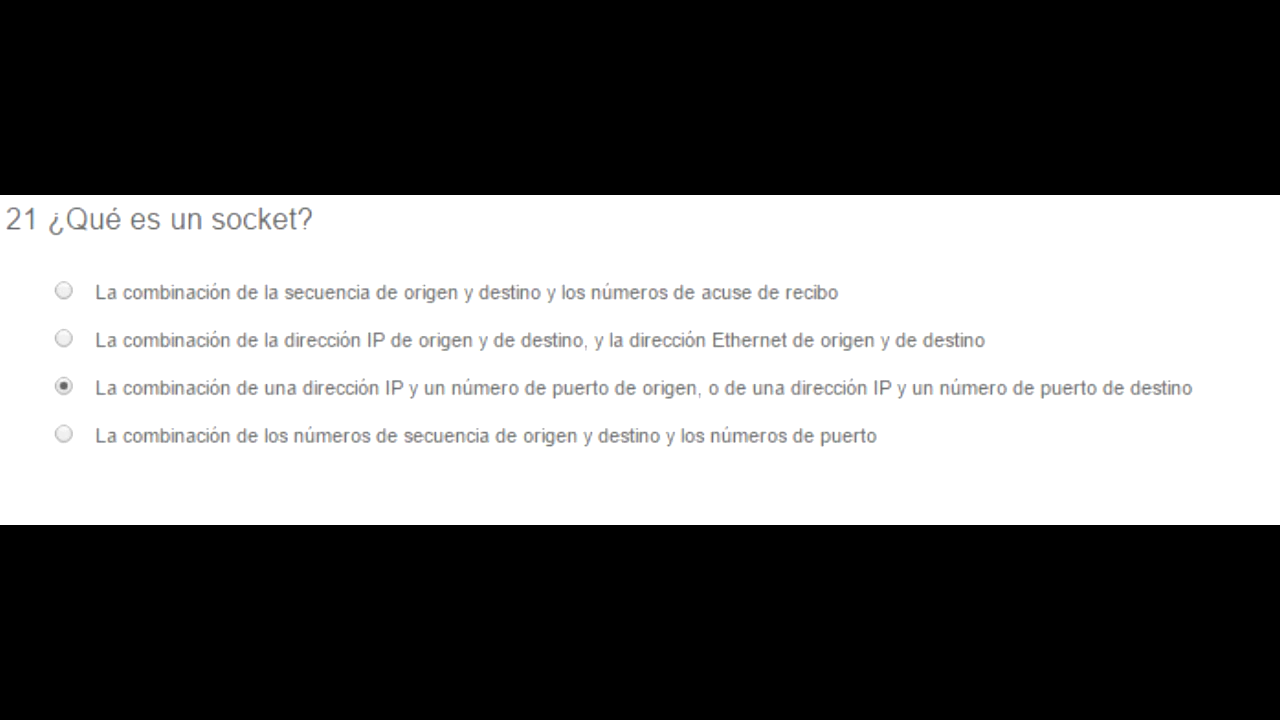 21 ¿Qué es un socket?
La combinación de la secuencia de origen y destino y los números de acuse de recibo
La combinación de la dirección IP de origen y de destino, y la dirección Ethernet de origen y de destino
La combinación de una dirección IP y un número de puerto de origen, o de una dirección IP y un número de puerto de destino
La combinación de los números de secuencia de origen y destino y los números de puerto